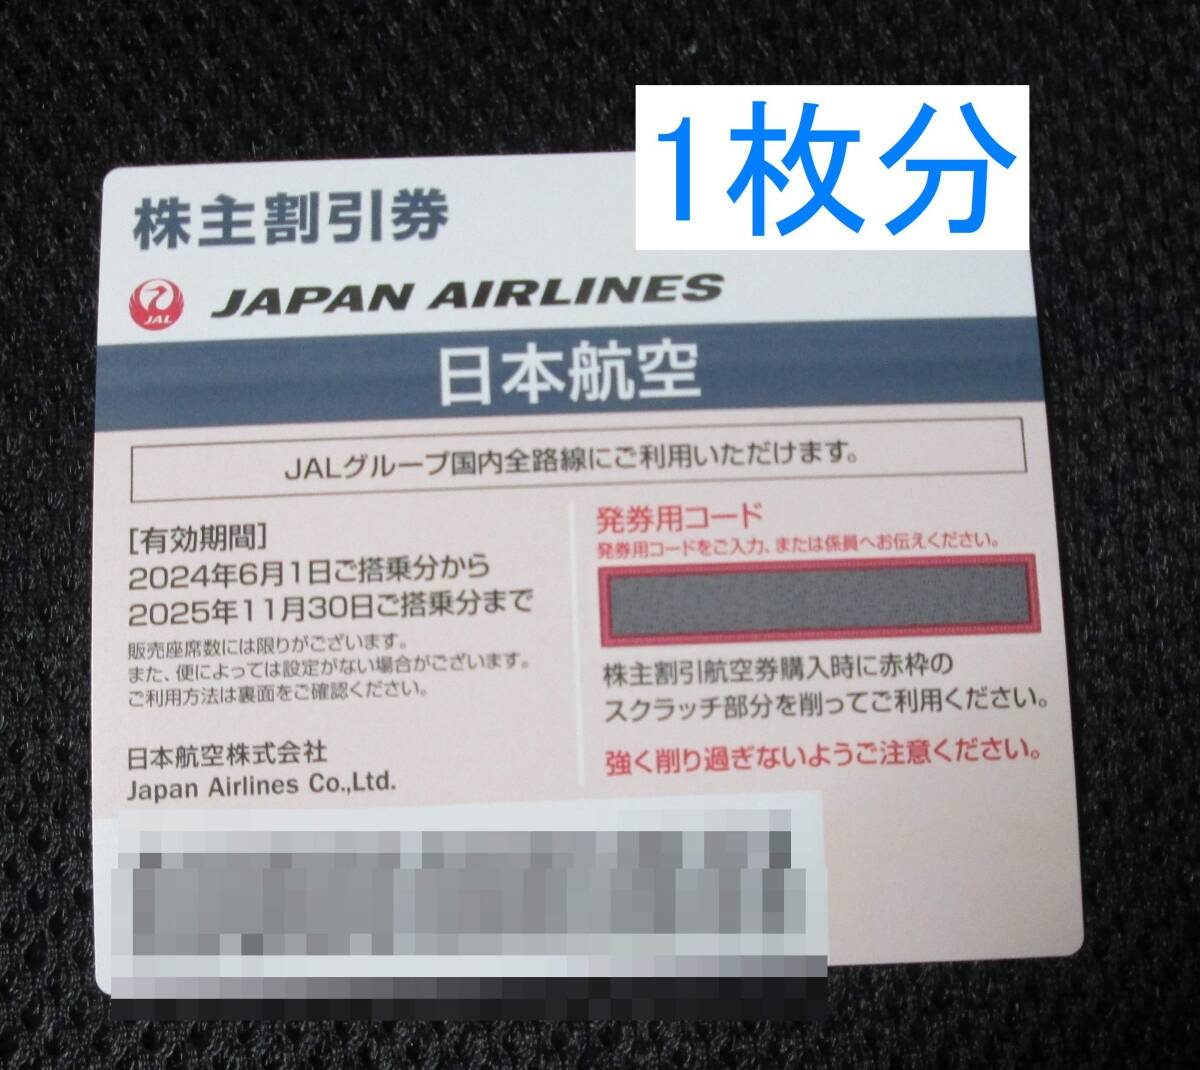 1枚分
株主割引券
JAL
JAPAN AIRLINES
日本航空
JALグループ国内全路線にご利用いただけます。
[有効期間]
2024年6月1日ご搭乗分から
2025年11月30日ご搭乗分まで
販売座席数には限りがございます。
また、便によっては設定がない場合がございます。
ご利用方法は裏面をご確認ください。
日本航空株式会社
Japan Airlines Co.,Ltd.
発券用コード
発券用コードをご入力、または係員へお伝えください。
株主割引航空券購入時に赤枠の
スクラッチ部分を削ってご利用ください。
強く削り過ぎないようご注意ください。